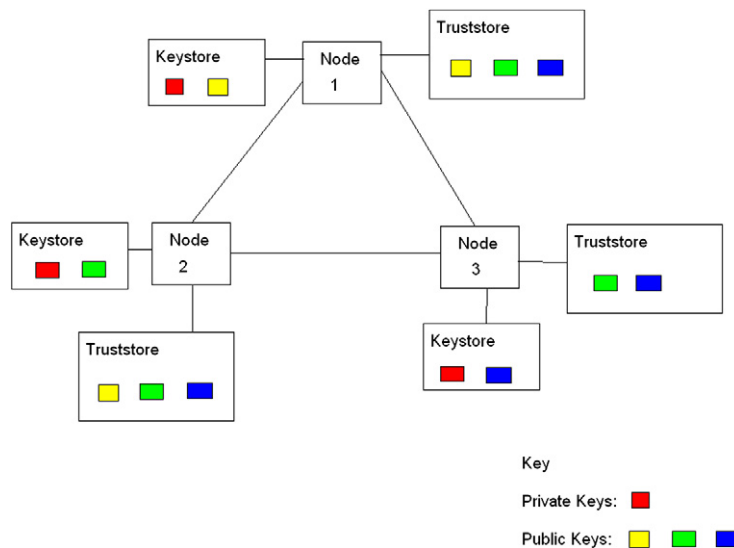 Truststore
Keystore
Node
1
Keystore
Node
2
Node
3
Truststore
Truststore
Keystore
Key
Private Keys:
Public Keys: